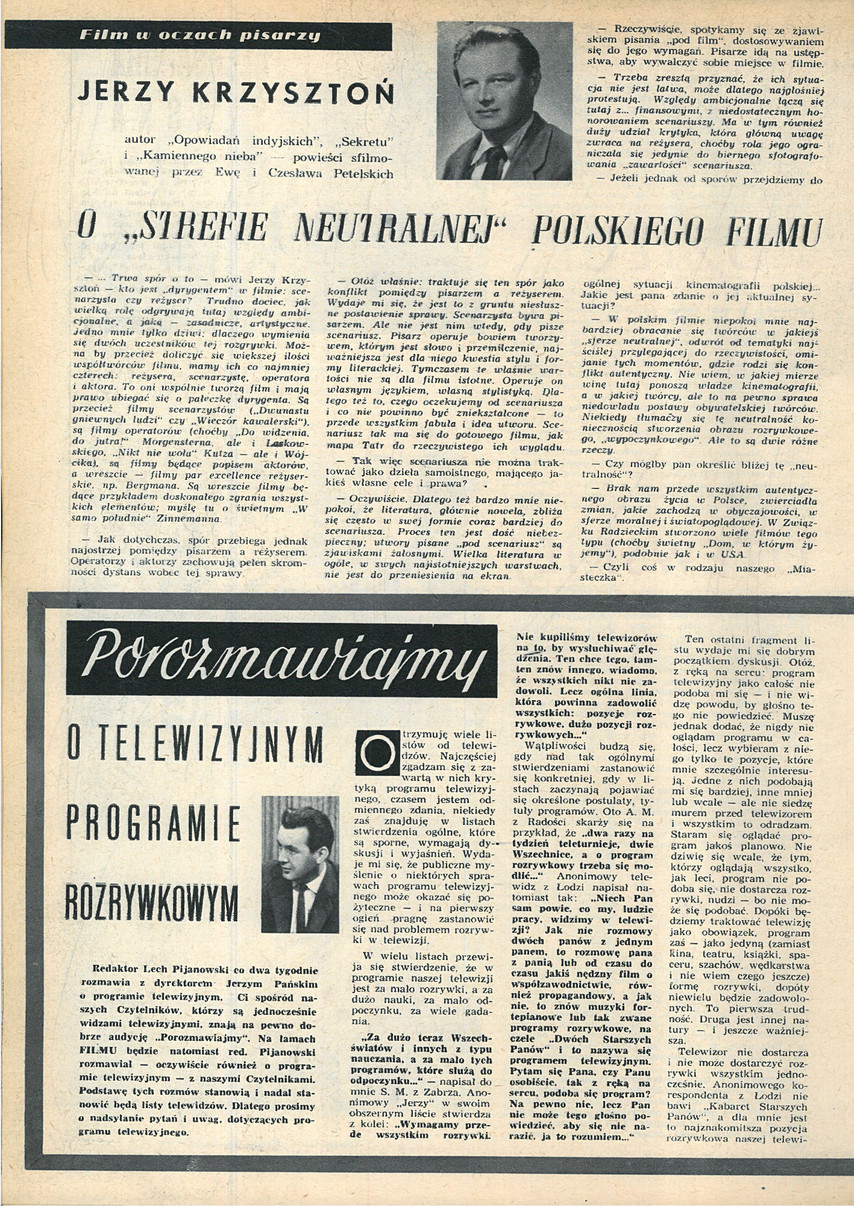 Film w oczach pisarzy
JERZY KRZYSZTOŃ
autor „Opowiadań indyjskich”, „Sekretu”
i „Kamiennego nieba” — powieści sfilmo-
wanej przez Ewę i Czesława Petelskich
O „STREFIE NEUTRALNEJ“ POLSKIEGO FILMU
— ... Trwa spór o to — mówi Jerzy Krzy-
sztoń — kto jest „dyrygentem” w filmie: sce-
narzysta czy reżyser? Trudno dociec, jak
wielką rolę odgrywają tutaj względy ambi-
cjonalne, a jaką — zasadnicze, artystyczne.
Jedno mnie tylko dziwi: dlaczego wymienia
się dwóch uczestników tej rozgrywki. Moż-
na by przecież doliczyć się większej ilości
współtwórców filmu, mamy ich co najmniej
czterech: reżysera, scenarzystę, operatora
i aktora. To oni wspólnie tworzą film i mają
prawo ubiegać się o pałeczkę dyrygenta. Są
przecież filmy scenarzystów („Dwunastu
gniewnych ludzi” czy „Wieczór kawalerski”),
są filmy operatorów (choćby „Do widzenia,
do jutra!” Morgensterna, ale i Laskow-
skiego, „Nikt nie woła” Kutza — ale i Wój-
cika), są filmy będące popisem aktorów,
a wreszcie — filmy par excellence reżyser-
skie, np. Bergmana. Są wreszcie filmy bę-
dące przykładem doskonałego zgrania wszyst-
kich elementów; myślę tu o świetnym „W
samo południe” Zinnemanna.
— Jak dotychczas, spór przebiega jednak
najostrzej pomiędzy pisarzem a reżyserem.
Operatorzy i aktorzy zachowują pełen skrom-
ności dystans wobec tej sprawy.
— Otóż właśnie: traktuje się ten spór jako
konflikt pomiędzy pisarzem a reżyserem.
Wydaje mi się, że jest to z gruntu niesłusz-
ne postawienie sprawy. Scenarzysta bywa pi-
sarzem. Ale nie jest nim wtedy, gdy pisze
scenariusz. Pisarz operuje bowiem tworzy-
wem, którym jest słowo i przemilczenie, naj-
ważniejsza jest dla niego kwestia stylu i for-
my literackiej. Tymczasem te właśnie war-
tości nie są dla filmu istotne. Operuje on
własnym językiem, własną stylistyką. Dla-
tego też to, czego oczekujemy od scenariusza
i co nie powinno być zniekształcone — to
przede wszystkim fabuła i idea utworu. Sce-
nariusz tak ma się do gotowego filmu, jak
mapa Tatr do rzeczywistego ich wyglądu.
— Tak więc scenariusza nie można trak-
tować jako dzieła samoistnego, mającego ja-
kieś własne cele i prawa?
— Oczywiście. Dlatego też bardzo mnie nie-
pokoi, że literatura, głównie nowela, zbliża
się często w swej formie coraz bardziej do
scenariusza. Proces ten jest dość niebez-
pieczny; utwory pisane „pod scenariusz” są
zjawiskami żałosnymi. Wielka literatura w
ogóle, w swych najistotniejszych warstwach,
nie jest do przeniesienia na ekran.
— Rzeczywiście, spotykamy się ze zjawi-
skiem pisania „pod film”, dostosowywaniem
się do jego wymagań. Pisarze idą na ustęp-
stwa, aby wywalczyć sobie miejsce w filmie.
— Trzeba zresztą przyznać, że ich sytua-
cja nie jest łatwa, może dlatego najgłośniej
protestują. Względy ambicjonalne łączą się
tutaj z... finansowymi, z niedostatecznym ho-
norowaniem scenariuszy. Ma w tym również
duży udział krytyka, która główną uwagę
zwraca na reżysera, choćby rola jego ogra-
niczała się jedynie do biernego sfotografo-
wania „zawartości” scenariusza.
— Jeżeli jednak od sporów przejdziemy do
ogólnej sytuacji kinematografii polskiej...
Jakie jest pana zdanie o jej aktualnej sy-
tuacji?
— W polskim filmie niepokoi mnie naj-
bardziej obracanie się twórców w jakiejś
„sferze neutralnej”, odwrót od tematyki naj-
ściślej przylegającej do rzeczywistości, omi-
janie tych momentów, gdzie rodzi się kon-
flikt autentyczny. Nie wiem, w jakiej mierze
winę tutaj ponoszą władze kinematografii,
a w jakiej twórcy, ale to na pewno sprawa
niedowładu postawy obywatelskiej twórców.
Niekiedy tłumaczy się tę neutralność ko-
niecznością stworzenia obrazu rozrywkowe-
go, „wypoczynkowego”. Ale to są dwie różne
rzeczy.
— Czy mógłby pan określić bliżej tę „neu-
tralność”?
— Brak nam przede wszystkim autentycz-
nego obrazu życia w Polsce, zwierciadła
zmian, jakie zachodzą w obyczajowości, w
sferze moralnej i światopoglądowej. W Związ-
ku Radzieckim stworzono wiele filmów tego
typu (choćby świetny „Dom, w którym ży-
jemy”), podobnie jak i w USA.
— Czyli coś w rodzaju naszego „Mia-
steczka”.
Porozmawiajmy
O TELEWIZYJNYM
PROGRAMIE
ROZRYWKOWYM
Redaktor Lech Pijanowski co dwa tygodnie
rozmawia z dyrektorem Jerzym Pańskim
o programie telewizyjnym. Ci spośród na-
szych Czytelników, którzy są jednocześnie
widzami telewizyjnymi, znają na pewno do-
brze audycję „Porozmawiajmy”. Na łamach
FILMU będzie natomiast red. Pijanowski
rozmawiał — oczywiście również o progra-
mie telewizyjnym — z naszymi Czytelnikami.
Podstawę tych rozmów stanowią i nadal sta-
nowić będą listy telewidzów. Dlatego prosimy
o nadsyłanie pytań i uwag, dotyczących pro-
gramu telewizyjnego.
Otrzymuję wiele li-
stów od telewi-
dzów. Najczęściej
zgadzam się z za-
wartą w nich kry-
tyką programu telewizyj-
nego, czasem jestem od-
miennego zdania, niekiedy
zaś znajduję w listach
stwierdzenia ogólne, które
są sporne, wymagają dy-
skusji i wyjaśnień. Wyda-
je mi się, że publiczne my-
ślenie o niektórych spra-
wach programu telewizyj-
nego może okazać się po-
żyteczne — i na pierwszy
ogień pragnę zastanowić
się nad problemem rozryw-
ki w telewizji.
W wielu listach przewi-
ja się stwierdzenie, że w
programie naszej telewizji
jest za mało rozrywki, a za
dużo nauki, za mało od-
poczynku, za wiele gada-
nia.
„Za dużo teraz Wszech-
światów i innych z typu
nauczania, a za mało tych
programów, które służą do
odpoczynku...” — napisał do
mnie S. M. z Zabrza. Ano-
nimowy „Jerzy” w swoim
obszernym liście stwierdza
z kolei: „Wymagamy prze-
de wszystkim rozrywki.
Nie kupiliśmy telewizorów
na to, by wysłuchiwać glę-
dzenia. Ten chce tego, tam-
ten znów innego, wiadomo,
że wszystkich nikt nie za-
dowoli. Lecz ogólna linia,
która powinna zadowolić
wszystkich: pozycje roz-
rywkowe, dużo pozycji roz-
rywkowych...”
Wątpliwości budzą się,
gdy nad tak ogólnymi
stwierdzeniami zastanowić
się konkretniej, gdy w li-
stach zaczynają pojawiać
się określone postulaty, ty-
tuły programów. Oto A. M.
z Radości skarży się na
przykład, że „dwa razy na
tydzień teleturnieje, dwie
Wszechnice, a o program
rozrywkowy trzeba się mo-
dlić...” Anonimowy tele-
widz z Łodzi napisał na-
tomiast tak: „Niech Pan
sam powie, co my, ludzie
pracy, widzimy w telewi-
zji? Jak nie rozmowy
dwóch panów z jednym
panem, to rozmowę pana
z panią lub od czasu do
czasu jakiś nędzny film o
współzawodnictwie, rów-
nież propagandowy, a jak
nie, to znów muzyki for-
tepianowe lub tak zwane
programy rozrywkowe, na
czele „Dwóch Starszych
Panów” i to nazywa się
programem telewizyjnym.
Pytam się Pana, czy Panu
osobiście, tak z ręką na
sercu, podoba się program?
Na pewno nie, lecz Pan
nie może tego głośno po-
wiedzieć, aby się nie na-
razić, ja to rozumiem...”
Ten ostatni fragment li-
stu wydaje mi się dobrym
początkiem dyskusji. Otóż,
z ręką na sercu: program
telewizyjny jako całość nie
podoba mi się — i nie wi-
dzę powodu, by głośno te-
go nie powiedzieć. Muszę
jednak dodać, że nigdy nie
oglądam programu w ca-
łości, lecz wybieram z nie-
go tylko te pozycje, które
mnie szczególnie interesu-
ją. Jedne z nich podobają
mi się bardziej, inne mniej
lub wcale — ale nie siedzę
murem przed telewizorem
i wszystkim to odradzam.
Staram się oglądać pro-
gram jakoś planowo. Nie
dziwię się wcale, że tym,
którzy oglądają wszystko,
jak leci, program nie po-
doba się, nie dostarcza roz-
rywki, nudzi — bo nie mo-
że się podobać. Dopóki bę-
dziemy traktować telewizję
jako obowiązek, program
zaś — jako jedyną (zamiast
kina, teatru, książki, spa-
ceru, szachów, wędkarstwa
i nie wiem czego jeszcze)
formę rozrywki, dopóty
niewielu będzie zadowolo-
nych. To pierwsza trud-
ność. Druga jest innej na-
tury — i jeszcze ważniej-
sza.
Telewizor nie dostarcza
i nie może dostarczyć roz-
rywki wszystkim jedno-
cześnie. Anonimowego ko-
respondenta z Łodzi nie
bawi „Kabaret Starszych
Panów”, a dla mnie jest
to najznakomitsza pozycja
rozrywkowa naszej telewi-